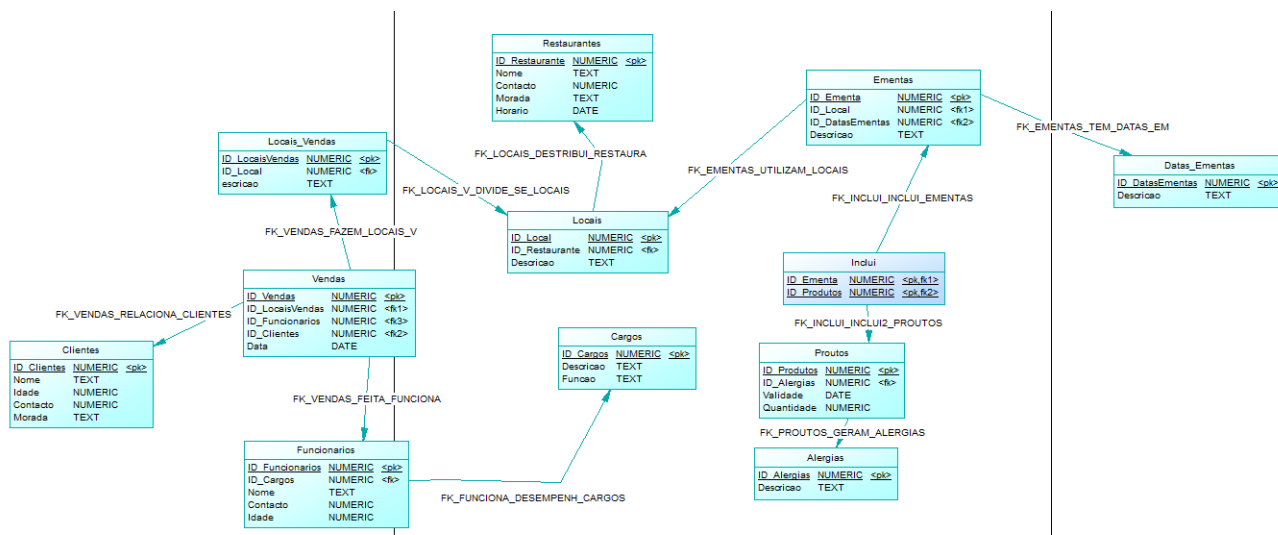 Restaurantes
ID_Restaurante NUMERIC <pk>
Nome TEXT
Contacto NUMERIC
Morada TEXT
Horario DATE
Ementas
ID_Ementa NUMERIC <pk>
ID_Local NUMERIC <fk1>
ID_DatasEmentas NUMERIC <fk2>
Descricao TEXT
FK_EMENTAS_TEM_DATAS_EM
Locais_Vendas
ID_LocaisVendas NUMERIC <pk>
ID_Local NUMERIC <fk>
escricao TEXT
FK_LOCAIS_DESTRIBUI_RESTAURA
FK_EMENTAS_UTILIZAM_LOCAIS
Datas_Ementas
ID_DatasEmentas NUMERIC <pk>
Descricao TEXT
FK_LOCAIS_V_DIVIDE_SE_LOCAIS
FK_INCLUI_INCLUI_EMENTAS
Locais
ID_Local NUMERIC <pk>
ID_Restaurante NUMERIC <fk>
Descricao TEXT
FK_VENDAS_FAZEM_LOCAIS_V
Inclui
ID_Ementa NUMERIC <pk,fk1>
ID_Produtos NUMERIC <pk,fk2>
Vendas
ID_Vendas NUMERIC <pk>
ID_LocaisVendas NUMERIC <fk1>
ID_Funcionarios NUMERIC <fk3>
ID_Clientes NUMERIC <fk2>
Data DATE
FK_VENDAS_RELACIONA_CLIENTES
FK_INCLUI_INCLUI2_PROUTOS
Clientes
ID_Clientes NUMERIC <pk>
Nome TEXT
Idade NUMERIC
Contacto NUMERIC
Morada TEXT
Cargos
ID_Cargos NUMERIC <pk>
Descricao TEXT
Funcao TEXT
Proutos
ID_Produtos NUMERIC <pk>
ID_Alergias NUMERIC <fk>
Validade DATE
Quantidade NUMERIC
FK_VENDAS_FEITA_FUNCIONA
FK_PROUTOS_GERAM_ALERGIAS
Funcionarios
ID_Funcionarios NUMERIC <pk>
ID_Cargos NUMERIC <fk>
Nome TEXT
Contacto NUMERIC
Idade NUMERIC
FK_FUNCIONA_DESEMPENH_CARGOS
Alergias
ID_Alergias NUMERIC <pk>
Descricao TEXT